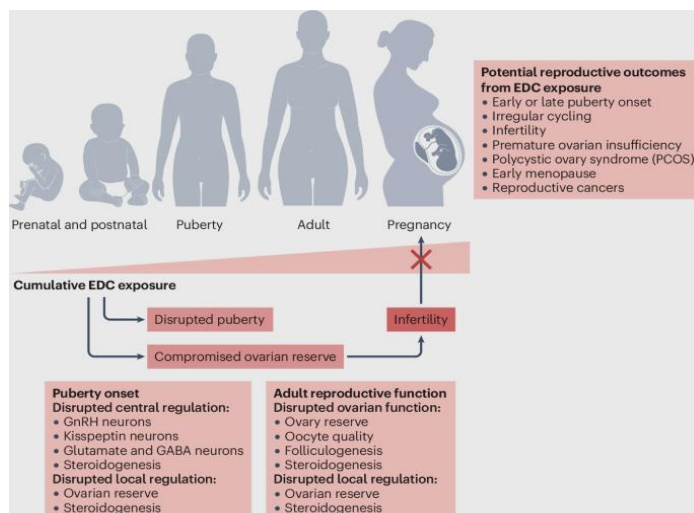 Potential reproductive outcomes
from EDC exposure
• Early or late puberty onset
• Irregular cycling
• Infertility
• Premature ovarian insufficiency
• Polycystic ovary syndrome (PCOS)
• Early menopause
• Reproductive cancers
Prenatal and postnatal
Puberty
Adult
Pregnancy
Cumulative EDC exposure
Disrupted puberty
Infertility
Compromised ovarian reserve
Puberty onset
Disrupted central regulation:
• GnRH neurons
• Kisspeptin neurons
• Glutamate and GABA neurons
• Steroidogenesis
Disrupted local regulation:
• Ovarian reserve
• Steroidogenesis
Adult reproductive function
Disrupted ovarian function:
• Ovary reserve
• Oocyte quality
• Folliculogenesis
• Steroidogenesis
Disrupted local regulation:
• Ovarian reserve
• Steroidogenesis